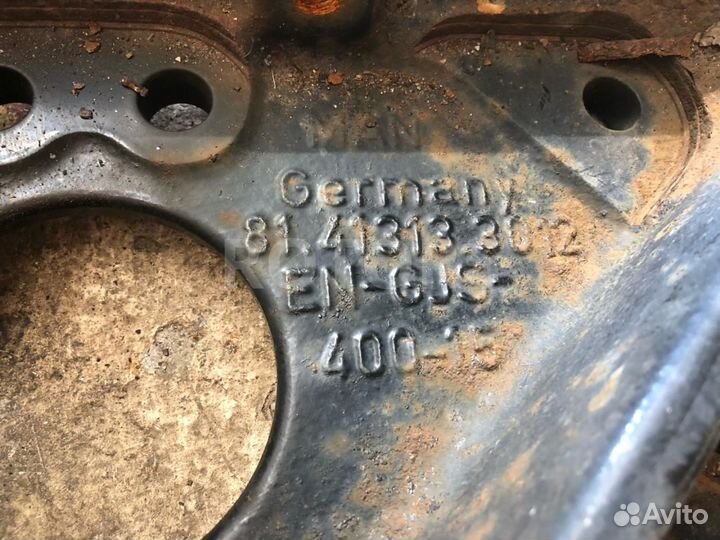 MAN
Germany
81.41313.3012
EN-GJS-
400-15
Avito